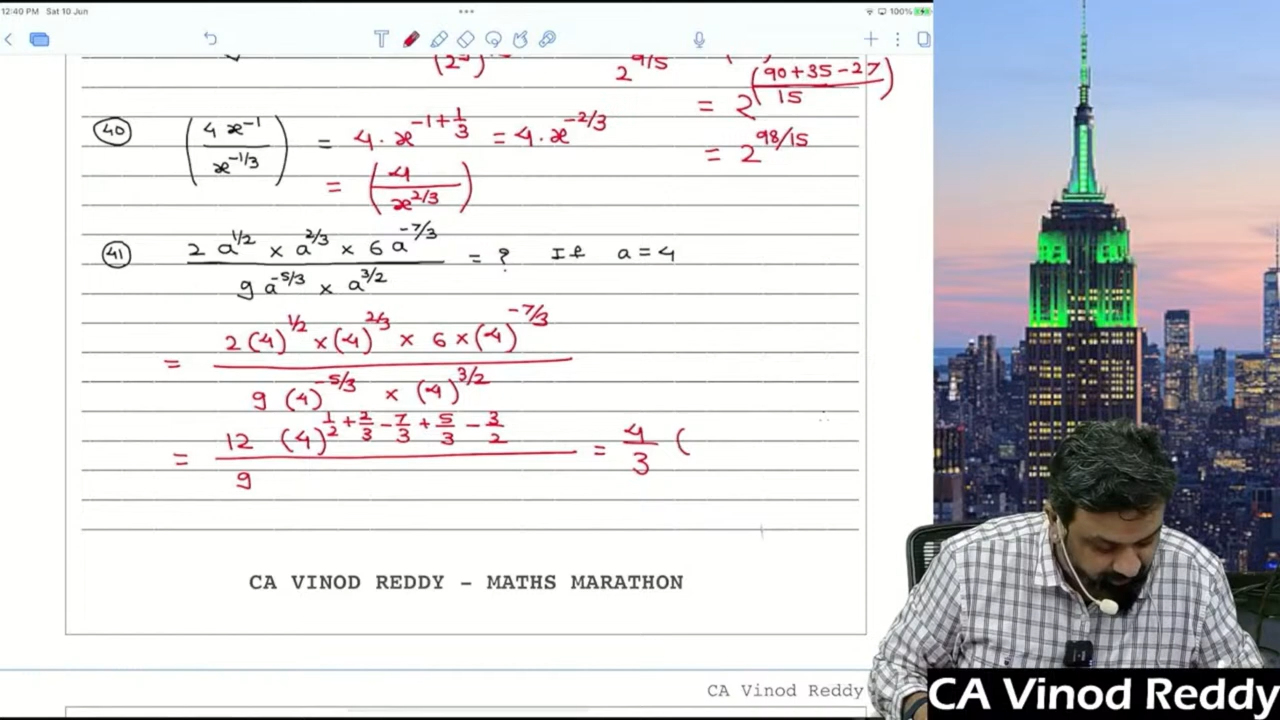 12:40 PM Sat 10 Jun
100%
(2³) 2^(9/5)
= 2^((90+35-27)/15)
= 2^(98/15)
(40) (4x^(-1) / x^(-1/3)) = 4·x^(-1+1/3) = 4·x^(-2/3)
= (4 / x^(2/3))
(41) (2a^(1/2) × a^(2/3) × 6a^(-7/3)) / (9a^(-5/3) × a^(3/2)) = ? If a = 4
= (2(4)^(1/2) × (4)^(2/3) × 6 × (4)^(-7/3)) / (9(4)^(-5/3) × (4)^(3/2))
= (12 (4)^(1/2 + 2/3 - 7/3 + 5/3 - 3/2)) / 9 = 4/3 (
CA VINOD REDDY - MATHS MARATHON
CA Vinod Reddy
CA Vinod Reddy